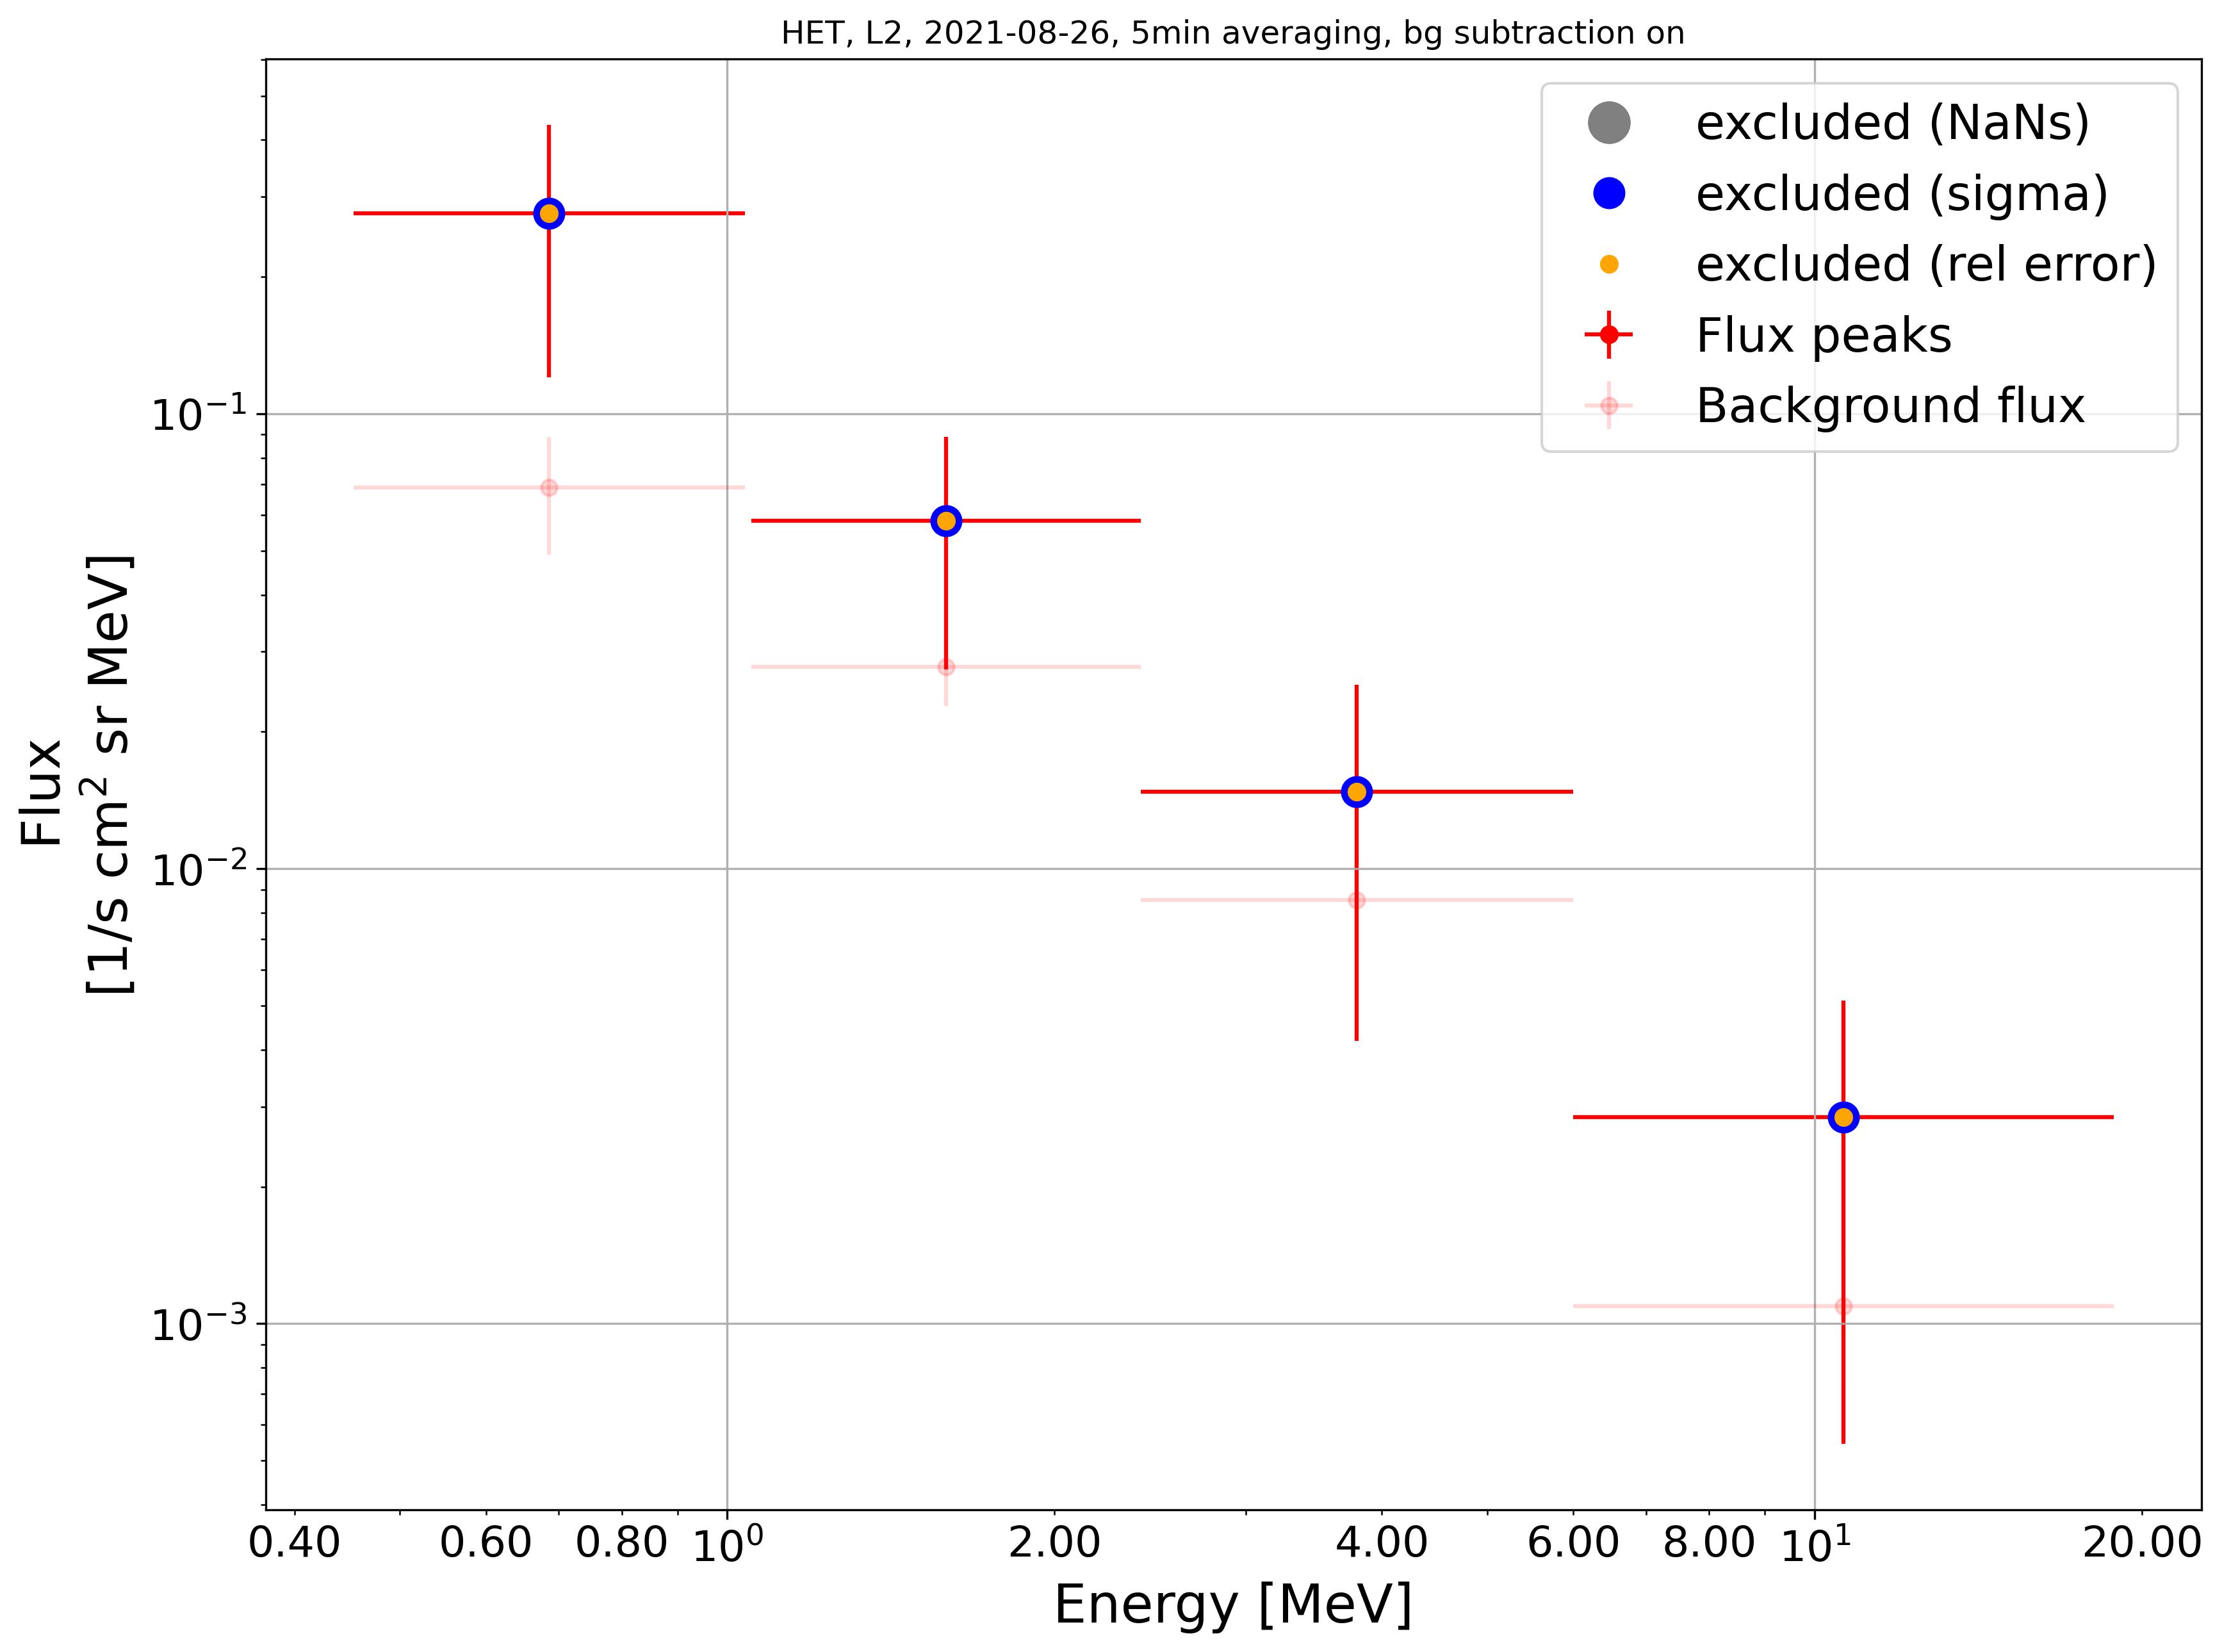 HET, L2, 2021-08-26, 5min averaging, bg subtraction on
excluded (NaNs)
excluded (sigma)
excluded (rel error)
Flux peaks
Background flux
Flux
[1/s cm² sr MeV]
10⁻¹
10⁻²
10⁻³
0.40 0.60 0.80 10⁰ 2.00 4.00 6.00 8.00 10¹ 20.00
Energy [MeV]